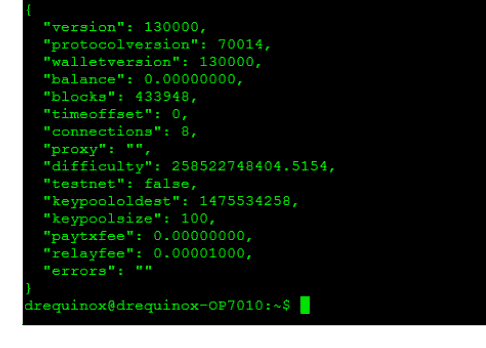 {
  "version": 130000,
  "protocolversion": 70014,
  "walletversion": 130000,
  "balance": 0.00000000,
  "blocks": 433948,
  "timeoffset": 0,
  "connections": 8,
  "proxy": "",
  "difficulty": 258522748404.5154,
  "testnet": false,
  "keypoololdest": 1475534258,
  "keypoolsize": 100,
  "paytxfee": 0.00000000,
  "relayfee": 0.00001000,
  "errors": ""
}
drequinox@drequinox-OP7010:~$